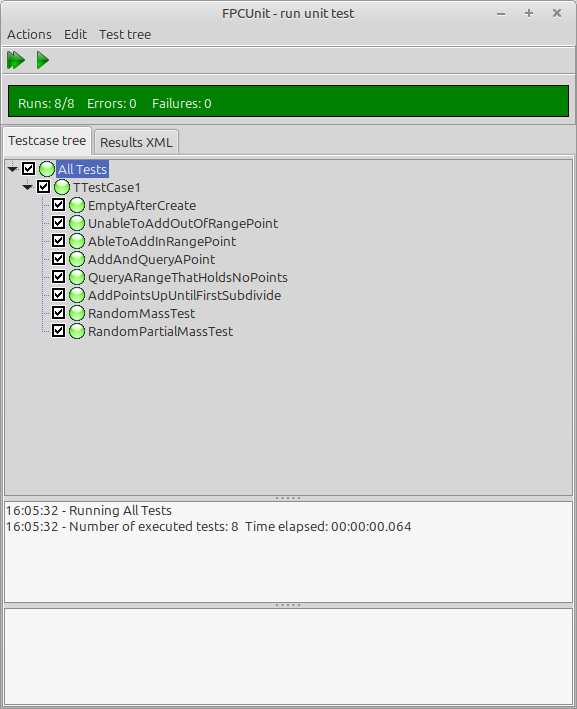 FPCUnit - run unit test
Actions Edit Test tree
Runs: 8/8 Errors: 0 Failures: 0
Testcase tree Results XML
All Tests
TTestCase1
EmptyAfterCreate
UnableToAddOutOfRangePoint
AbleToAddInRangePoint
AddAndQueryAPoint
QueryARangeThatHoldsNoPoints
AddPointsUpUntilFirstSubdivide
RandomMassTest
RandomPartialMassTest
16:05:32 - Running All Tests
16:05:32 - Number of executed tests: 8  Time elapsed: 00:00:00.064